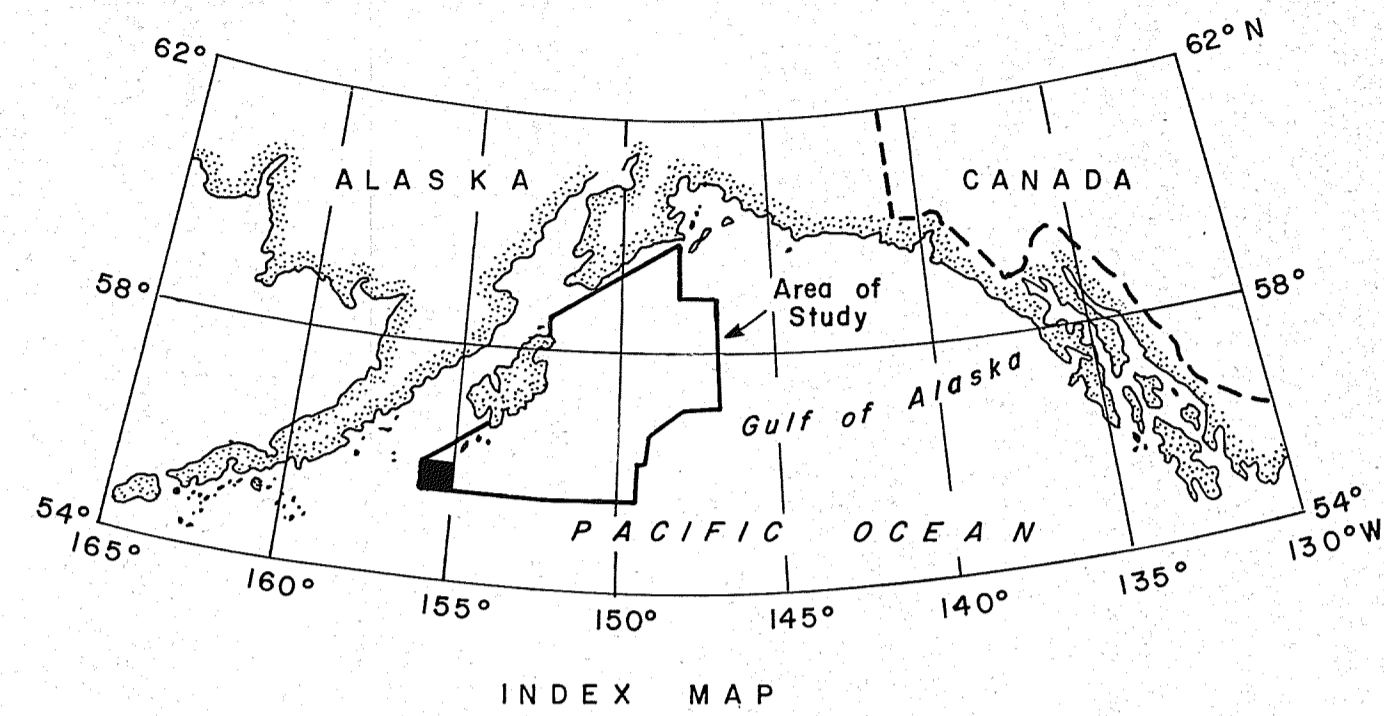 62°
62° N
ALASKA
CANADA
58°
58°
Area of
Study
Gulf of Alaska
54°
54°
PACIFIC OCEAN
165°
160°
155°
150°
145°
140°
135°
130°W
INDEX MAP